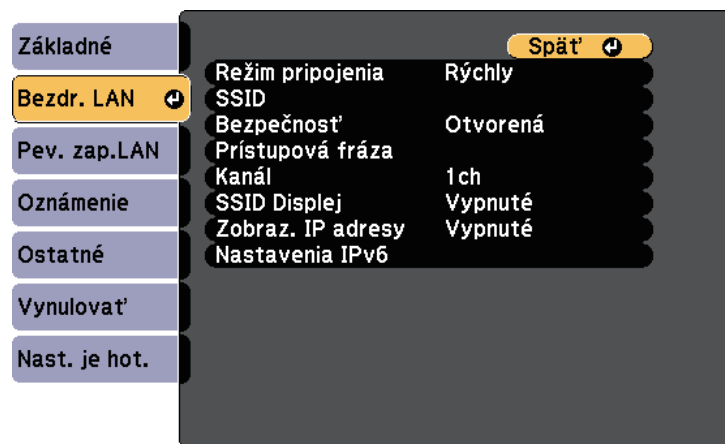 Základné
Bezdr. LAN
Pev. zap.LAN
Oznámenie
Ostatné
Vynulovať
Nast. je hot.
Späť
Režim pripojenia Rýchly
SSID
Bezpečnosť Otvorená
Prístupová fráza
Kanál 1ch
SSID Displej Vypnuté
Zobraz. IP adresy Vypnuté
Nastavenia IPv6